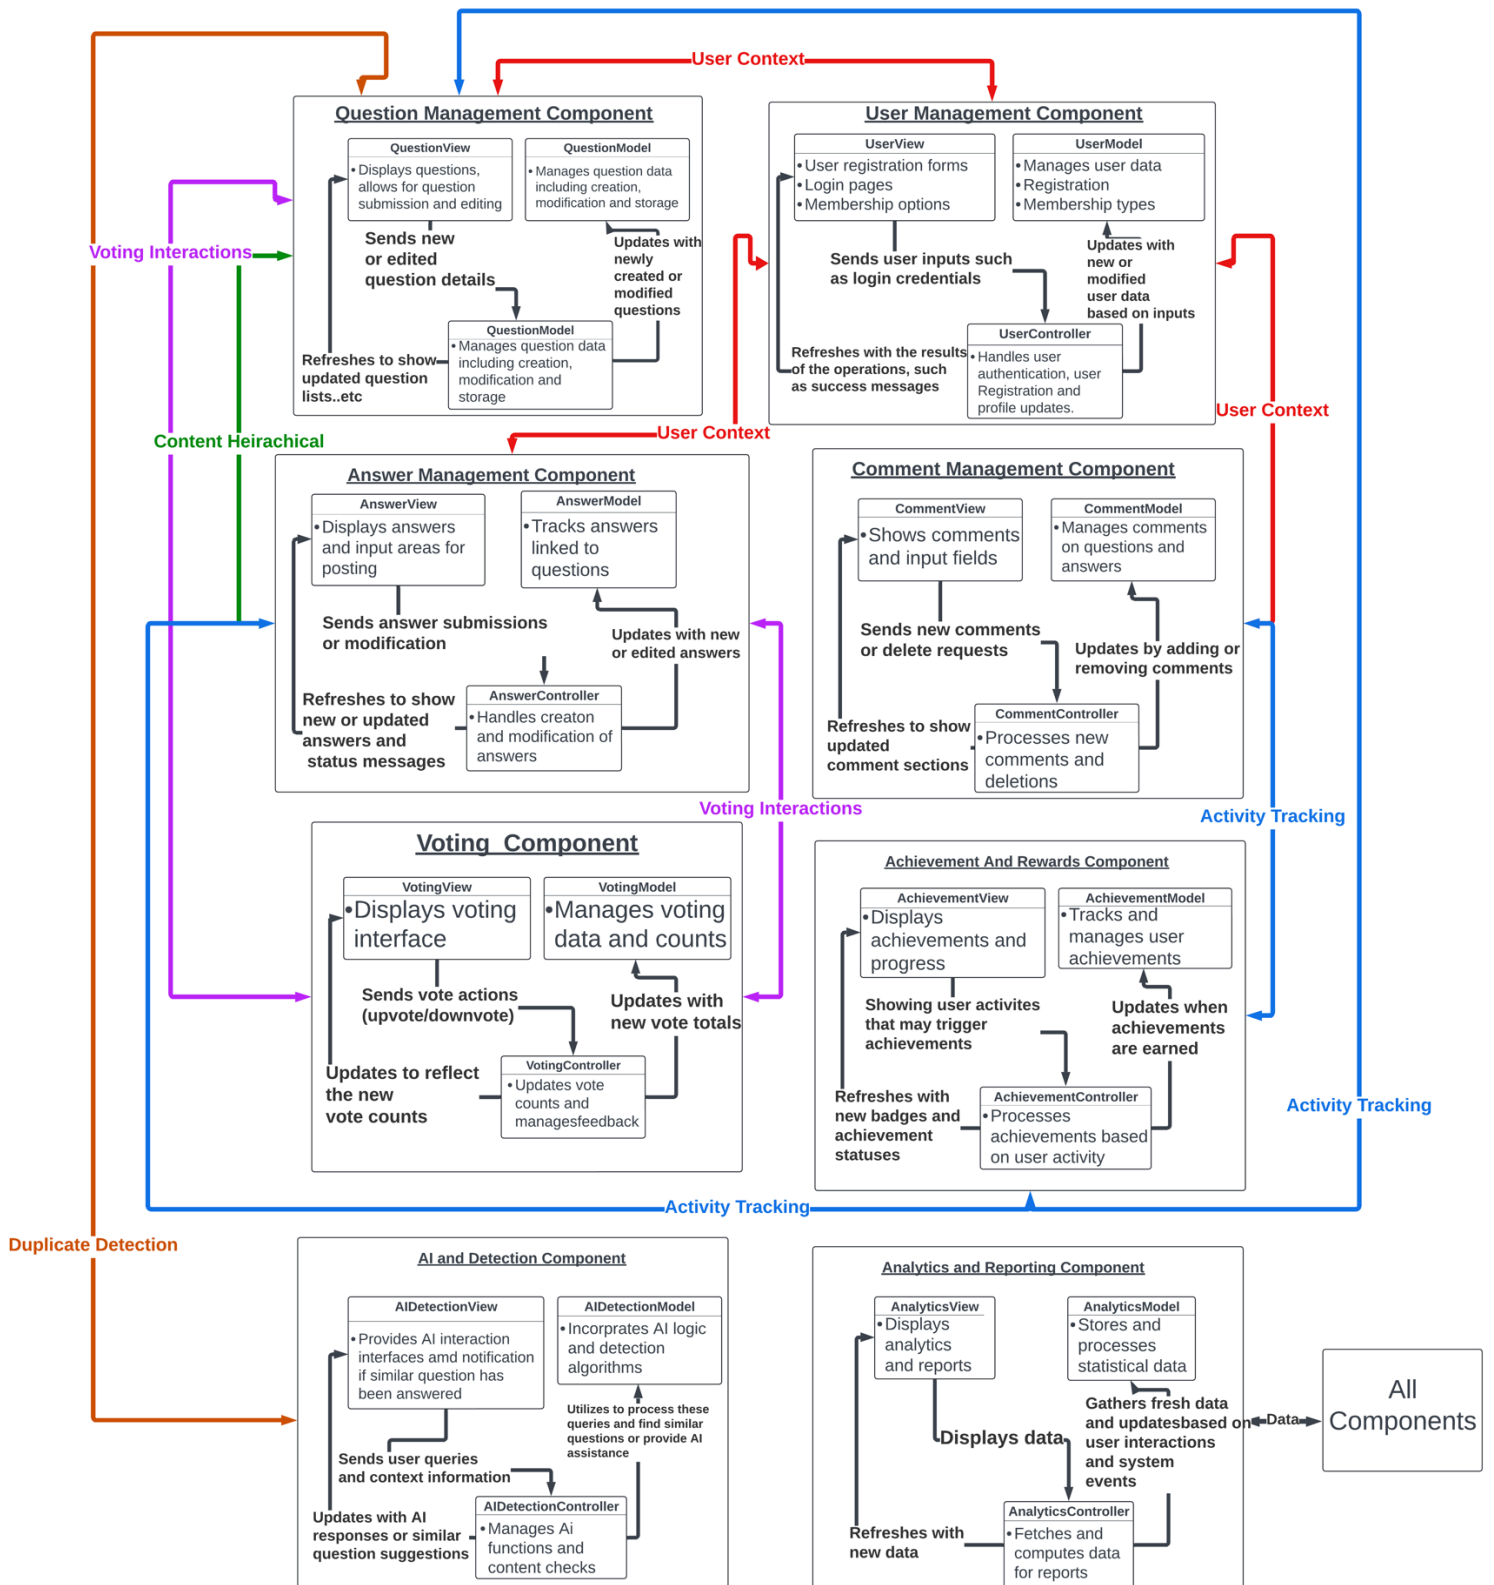 User Context
Question Management Component
QuestionView
• Displays questions,
allows for question
submission and editing
QuestionModel
• Manages question data
including creation,
modification and storage
Sends new
or edited
question details
Updates with
newly
created or
modified
questions
QuestionModel
• Manages question data
including creation,
modification and
storage
Refreshes to show
updated question
lists..etc
User Management Component
UserView
• User registration forms
• Login pages
• Membership options
UserModel
• Manages user data
• Registration
• Membership types
Sends user inputs such
as login credentials
Updates with
new or
modified
user data
based on inputs
UserController
• Handles user
authentication, user
Registration and
profile updates.
Refreshes with the results
of the operations, such
as success messages
Voting Interactions
Content Heirachical
User Context
User Context
Answer Management Component
AnswerView
• Displays answers
and input areas for
posting
AnswerModel
• Tracks answers
linked to
questions
Sends answer submissions
or modification
Updates with new
or edited answers
AnswerController
• Handles creaton
and modification of
answers
Refreshes to show
new or updated
answers and
status messages
Comment Management Component
CommentView
• Shows comments
and input fields
CommentModel
• Manages comments
on questions and
answers
Sends new comments
or delete requests
Updates by adding or
removing comments
CommentController
• Processes new
comments and
deletions
Refreshes to show
updated
comment sections
Voting Interactions
Activity Tracking
Voting Component
VotingView
• Displays voting
interface
VotingModel
• Manages voting
data and counts
Sends vote actions
(upvote/downvote)
Updates with
new vote totals
VotingController
• Updates vote
counts and
managesfeedback
Updates to reflect
the new
vote counts
Achievement And Rewards Component
AchievementView
• Displays
achievements and
progress
AchievementModel
• Tracks and
manages user
achievements
Showing user activites
that may trigger
achievements
Updates when
achievements
are earned
AchievementController
• Processes
achievements based
on user activity
Refreshes with
new badges and
achievement
statuses
Activity Tracking
Activity Tracking
Duplicate Detection
AI and Detection Component
AIDetectionView
• Provides AI interaction
interfaces amd notification
if similar question has
been answered
AIDetectionModel
• Incorprates AI logic
and detection
algorithms
Sends user queries
and context information
Utilizes to process these
queries and find similar
questions or provide AI
assistance
AIDetectionController
• Manages Ai
functions and
content checks
Updates with AI
responses or similar
question suggestions
Analytics and Reporting Component
AnalyticsView
• Displays
analytics
and reports
AnalyticsModel
• Stores and
processes
statistical data
Displays data
Gathers fresh data
and updatesbased on
user interactions
and system
events
AnalyticsController
• Fetches and
computes data
for reports
Refreshes with
new data
Data
All
Components